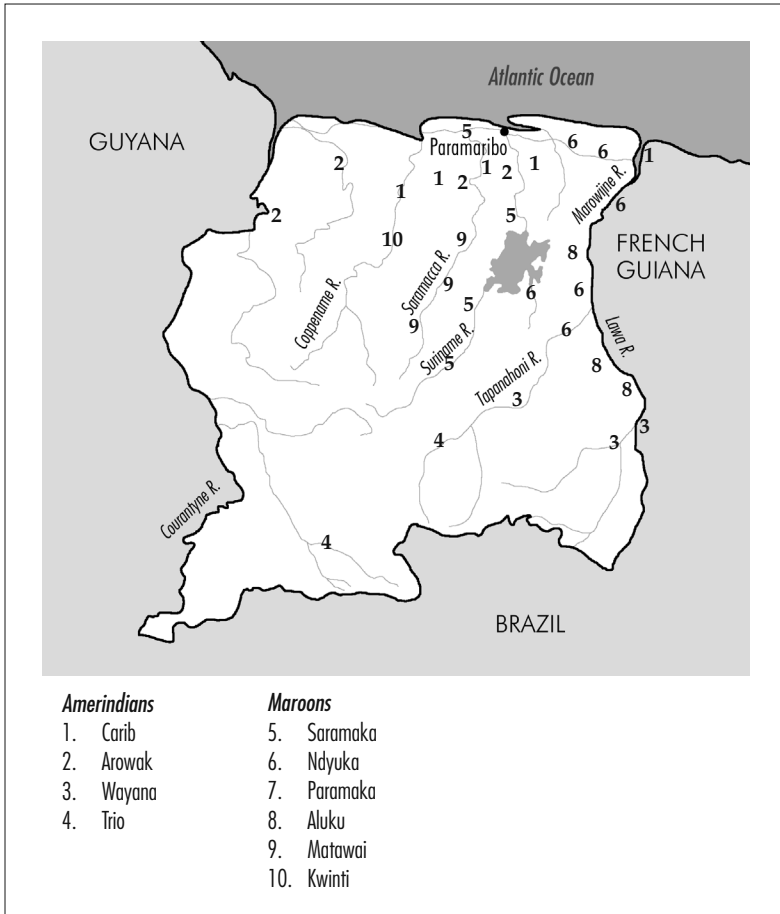 Atlantic Ocean
GUYANA
5
Paramaribo
6
6
1
2
1
1
1
2
2
1
Marowijne R.
6
2
5
10
9
8
FRENCH
GUIANA
Coppename R.
Saramacca R.
9
6
6
5
9
6
Lawa R.
Suriname R.
5
8
Tapanahoni R.
8
3
3
4
3
Courantyne R.
4
BRAZIL
Amerindians
1. Carib
2. Arowak
3. Wayana
4. Trio
Maroons
5. Saramaka
6. Ndyuka
7. Paramaka
8. Aluku
9. Matawai
10. Kwinti